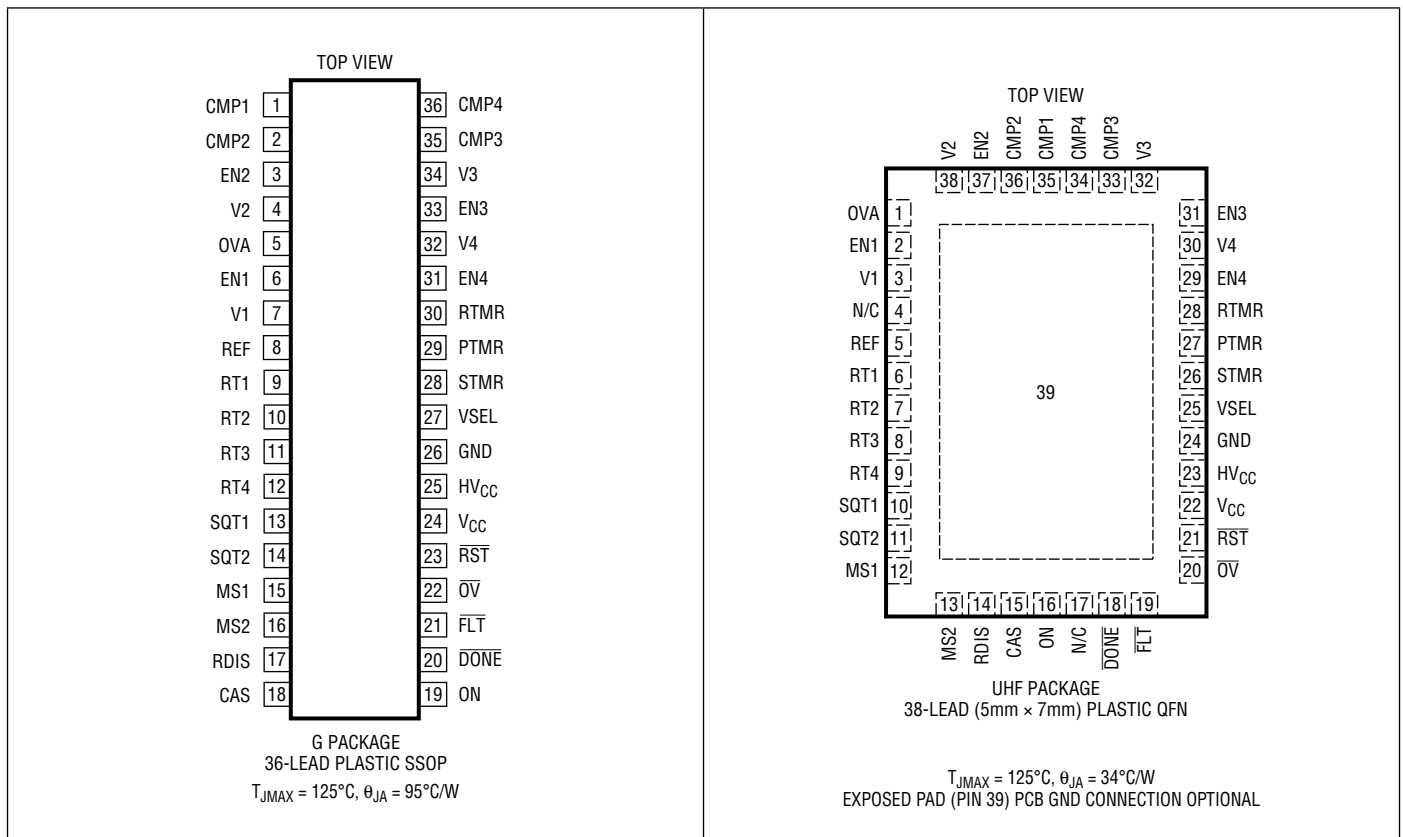 TOP VIEW
CMP1 1
CMP2 2
EN2 3
V2 4
OVA 5
EN1 6
V1 7
REF 8
RT1 9
RT2 10
RT3 11
RT4 12
SQT1 13
SQT2 14
MS1 15
MS2 16
RDIS 17
CAS 18
36 CMP4
35 CMP3
34 V3
33 EN3
32 V4
31 EN4
30 RTMR
29 PTMR
28 STMR
27 VSEL
26 GND
25 HVCC
24 VCC
23 R̅S̅T̅
22 O̅V̅
21 F̅L̅T̅
20 D̅O̅N̅E̅
19 ON
G PACKAGE
36-LEAD PLASTIC SSOP
TJMAX = 125°C, θJA = 95°C/W
TOP VIEW
V2 EN2 CMP2 CMP1 CMP4 CMP3 V3
38 37 36 35 34 33 32
OVA 1
EN1 2
V1 3
N/C 4
REF 5
RT1 6
RT2 7
RT3 8
RT4 9
SQT1 10
SQT2 11
MS1 12
39
31 EN3
30 V4
29 EN4
28 RTMR
27 PTMR
26 STMR
25 VSEL
24 GND
23 HVCC
22 VCC
21 R̅S̅T̅
20 O̅V̅
13 14 15 16 17 18 19
MS2 RDIS CAS ON N/C D̅O̅N̅E̅ F̅L̅T̅
UHF PACKAGE
38-LEAD (5mm × 7mm) PLASTIC QFN
TJMAX = 125°C, θJA = 34°C/W
EXPOSED PAD (PIN 39) PCB GND CONNECTION OPTIONAL